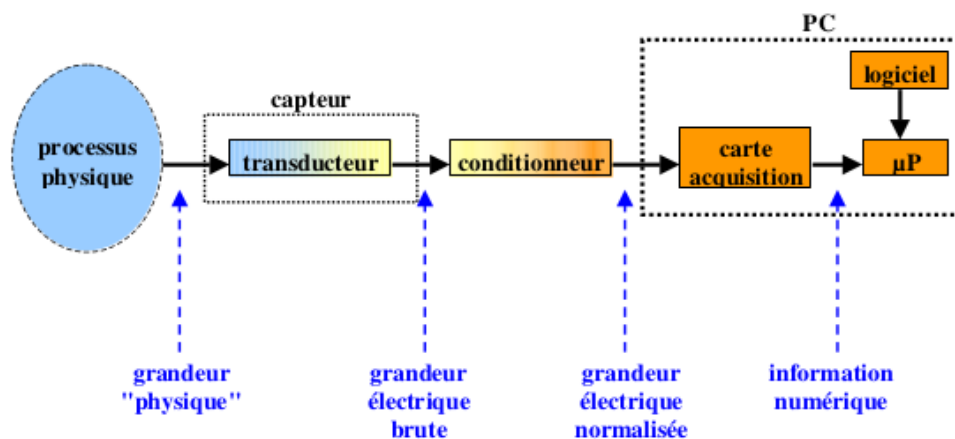 PC
logiciel
capteur
processus
physique
transducteur
conditionneur
carte
acquisition
µP
grandeur
"physique"
grandeur
électrique
brute
grandeur
électrique
normalisée
information
numérique